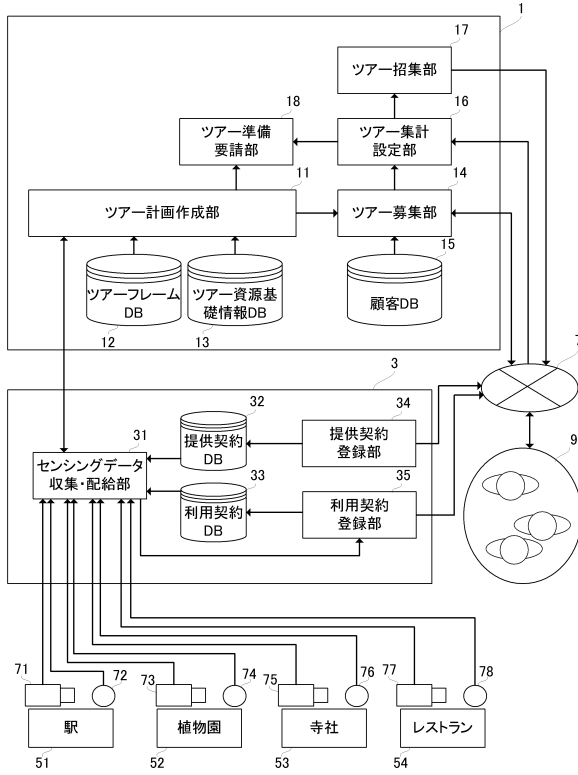 1
17
ツアー招集部
18
16
ツアー準備
要請部
ツアー集計
設定部
11
14
ツアー計画作成部
ツアー募集部
15
ツアーフレーム
DB
ツアー資源基
礎情報DB
顧客DB
12
13
7
3
32
34
31
提供契約
DB
提供契約
登録部
9
センシングデータ
収集・配給部
33
35
利用契約
DB
利用契約
登録部
71
72
73
74
75
76
77
78
駅
植物園
寺社
レストラン
51
52
53
54